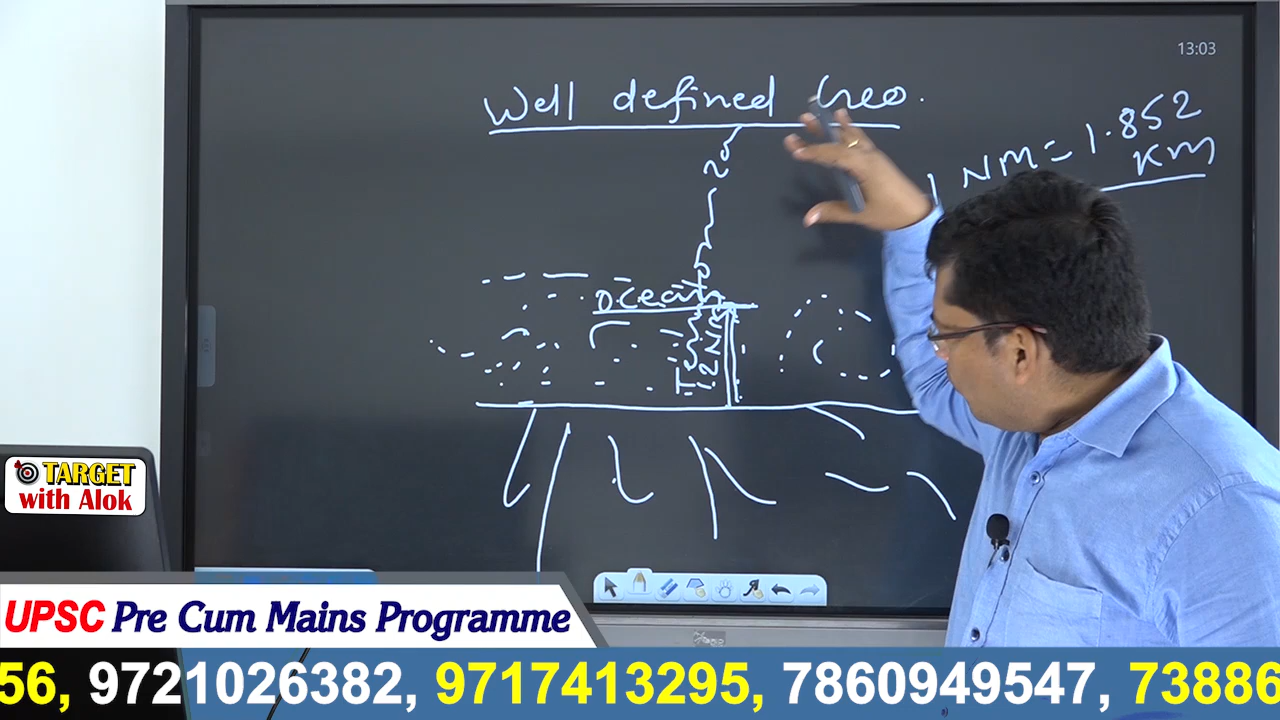 13:03
Well defined Geo.
1 NM = 1.852
KM
Ocean
12 NM
TARGET
with Alok
UPSC Pre Cum Mains Programme
56, 9721026382, 9717413295, 7860949547, 73886